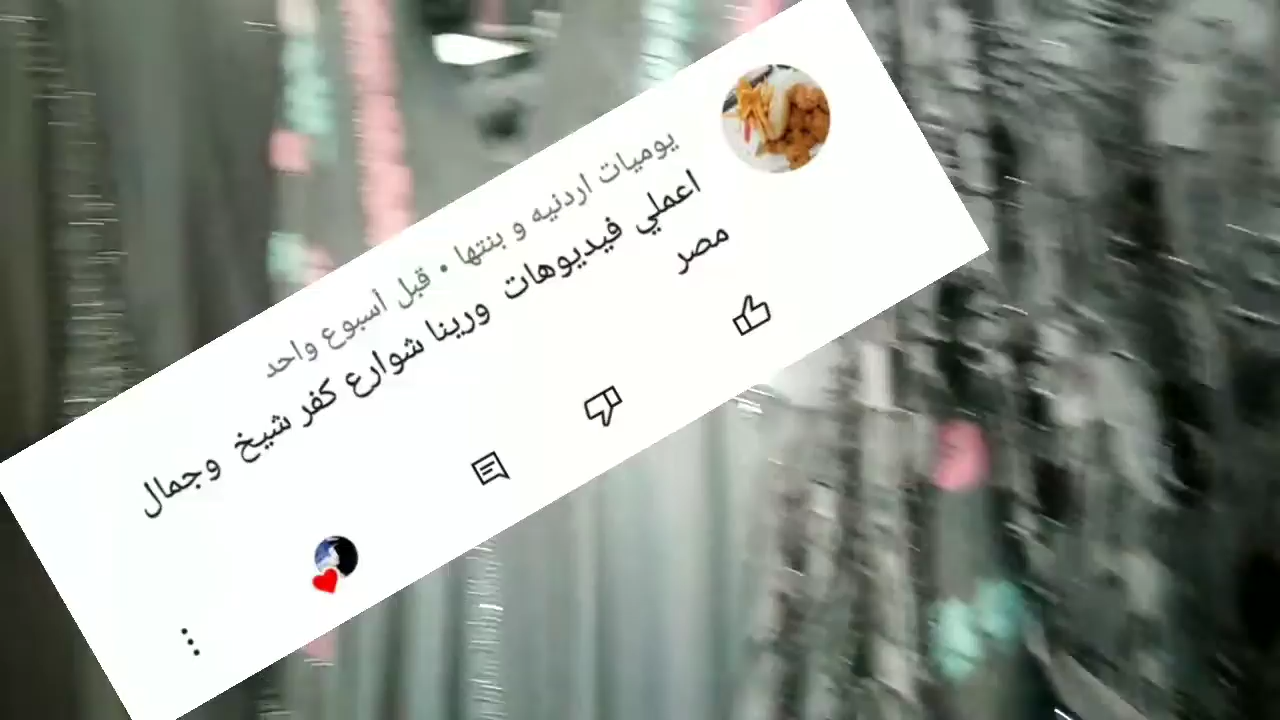 يوميات اردنيه و بنتها • قبل أسبوع واحد
اعملي فيديوهات ورينا شوارع كفر شيخ وجمال
مصر